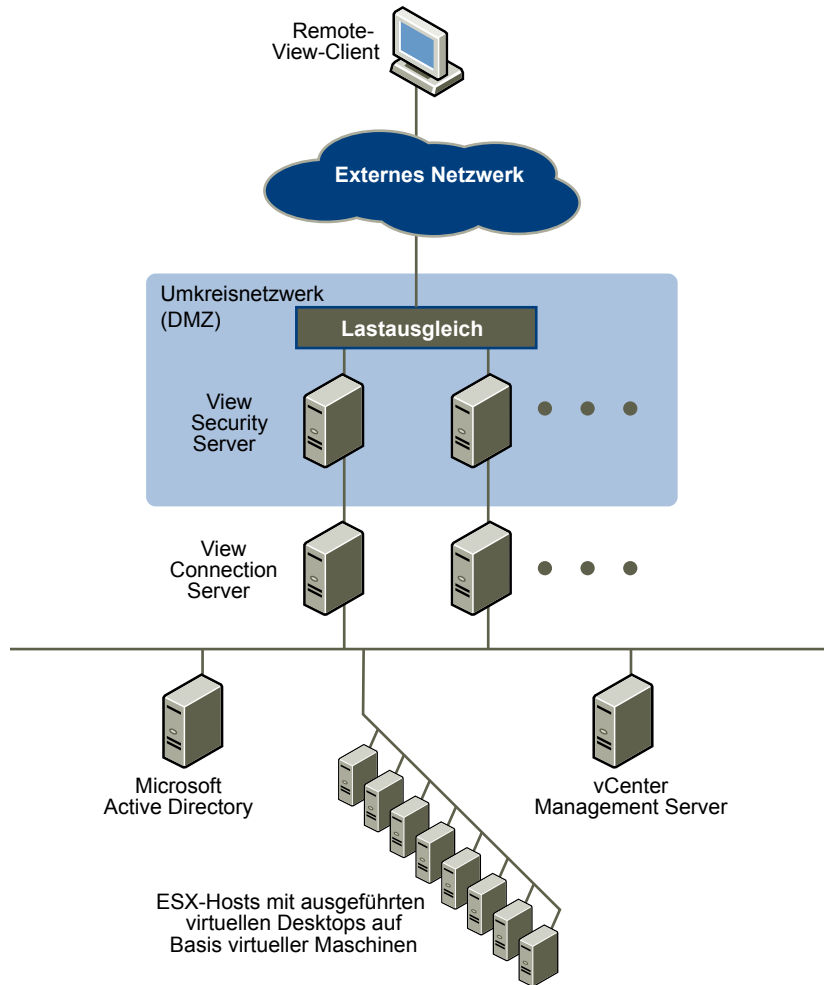 Remote-
View-Client
Externes Netzwerk
Umkreisnetzwerk
(DMZ)
Lastausgleich
View
Security
Server
View
Connection
Server
Microsoft
Active Directory
vCenter
Management Server
ESX-Hosts mit ausgeführten
virtuellen Desktops auf
Basis virtueller Maschinen